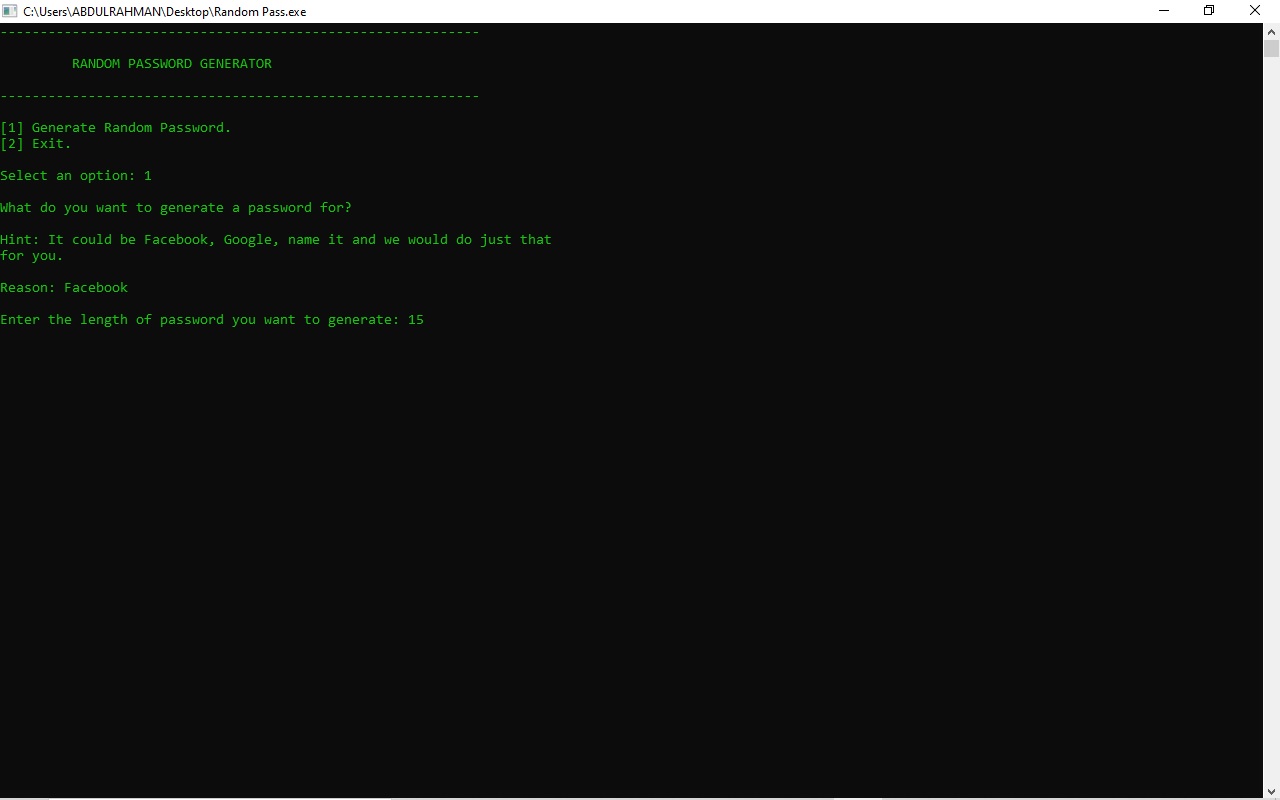 C:\Users\ABDULRAHMAN\Desktop\Random Pass.exe
------------------------------------------------------------
RANDOM PASSWORD GENERATOR
------------------------------------------------------------
[1] Generate Random Password.
[2] Exit.
Select an option: 1
What do you want to generate a password for?
Hint: It could be Facebook, Google, name it and we would do just that
for you.
Reason: Facebook
Enter the length of password you want to generate: 15